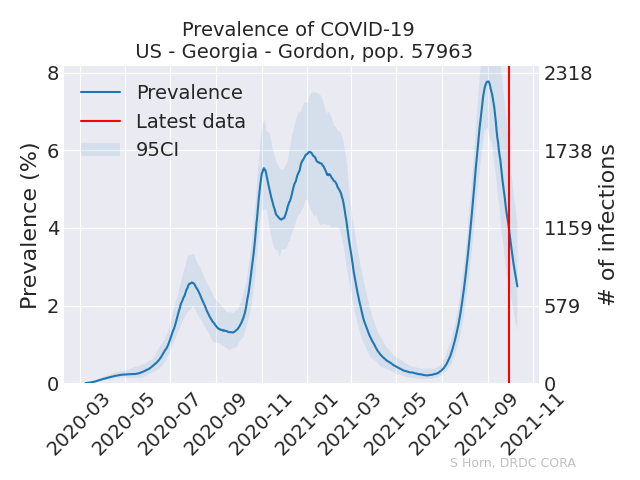 Prevalence of COVID-19
US - Georgia - Gordon, pop. 57963
Prevalence
Latest data
95CI
Prevalence (%)
8
6
4
2
0
2318
1738
1159
579
0
# of infections
2020-03
2020-05
2020-07
2020-09
2020-11
2021-01
2021-03
2021-05
2021-07
2021-09
2021-11
S Horn, DRDC CORA